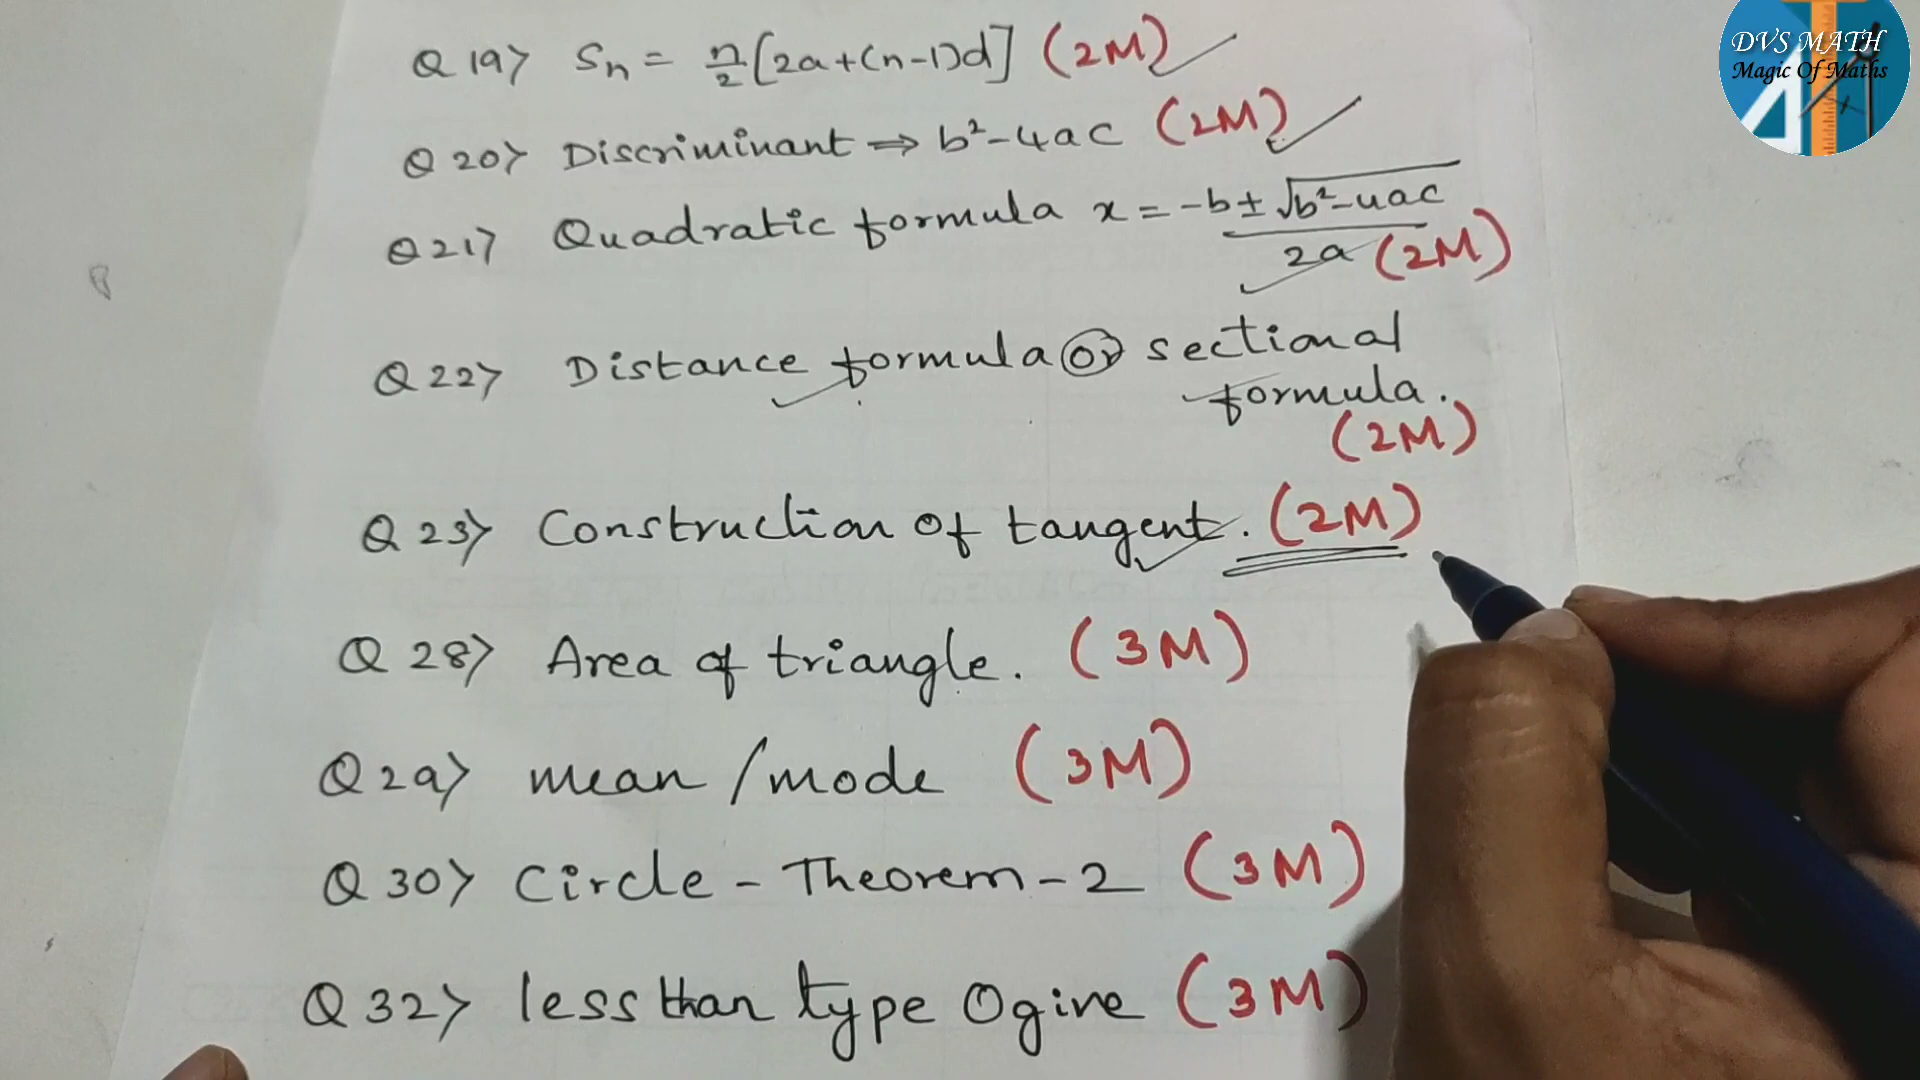 DVS MATH
Magic Of Maths
Q 19> Sn = n/2 [2a+(n-1)d] (2M)
Q 20> Discriminant ⇒ b²-4ac (2M)
Q 21> Quadratic formula x = -b ± √b²-4ac / 2a (2M)
Q 22> Distance formula or sectional
formula.
(2M)
Q 23> Construction of tangent. (2M)
Q 28> Area of triangle. (3M)
Q 29> mean / mode (3M)
Q 30> Circle - Theorem - 2 (3M)
Q 32> less than type Ogive (3M)